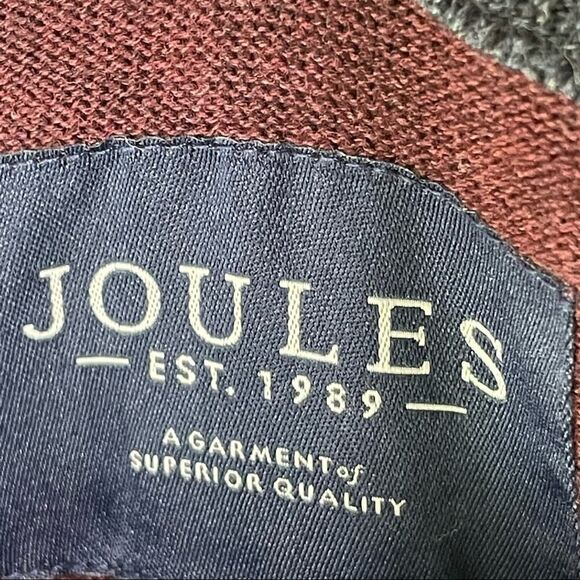 JOULES
EST. 1989
A GARMENT of
SUPERIOR QUALITY